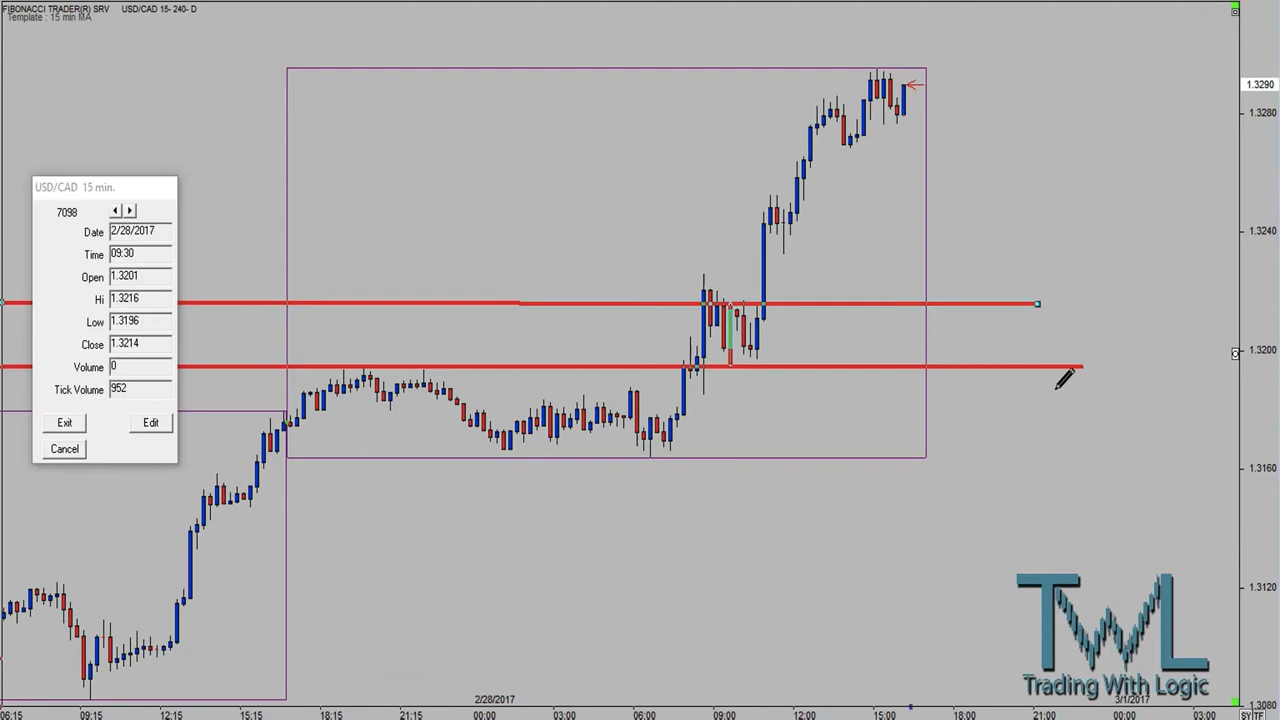 FIBONACCI TRADER(R) SRV USD/CAD 15- 240- D
Template : 15 min MA
1.3290
1.3280
USD/CAD 15 min.
7098
Date 2/28/2017
1.3240
Time 09:30
Open 1.3201
Hi 1.3216
Low 1.3196
Close 1.3214
1.3200
Volume 0
Tick Volume 952
Exit Edit
Cancel
1.3160
1.3120
TWL
Trading With Logic
2/28/2017 3/1/2017
1.3080
06:15 09:15 12:15 15:15 18:15 21:15 00:00 03:00 06:00 09:00 12:00 15:00 18:00 21:00 00:00 03:00